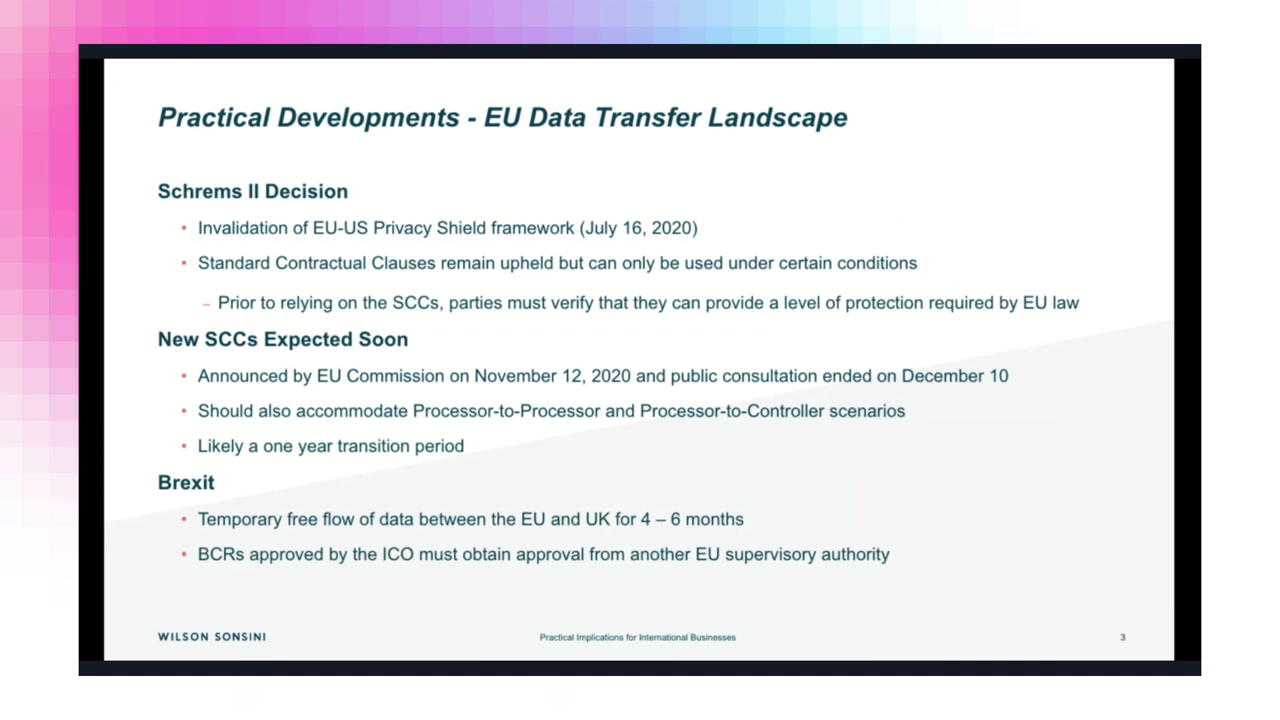 Practical Developments - EU Data Transfer Landscape
Schrems II Decision
• Invalidation of EU-US Privacy Shield framework (July 16, 2020)
• Standard Contractual Clauses remain upheld but can only be used under certain conditions
– Prior to relying on the SCCs, parties must verify that they can provide a level of protection required by EU law
New SCCs Expected Soon
• Announced by EU Commission on November 12, 2020 and public consultation ended on December 10
• Should also accommodate Processor-to-Processor and Processor-to-Controller scenarios
• Likely a one year transition period
Brexit
• Temporary free flow of data between the EU and UK for 4 – 6 months
• BCRs approved by the ICO must obtain approval from another EU supervisory authority
WILSON SONSINI
Practical Implications for International Businesses
3